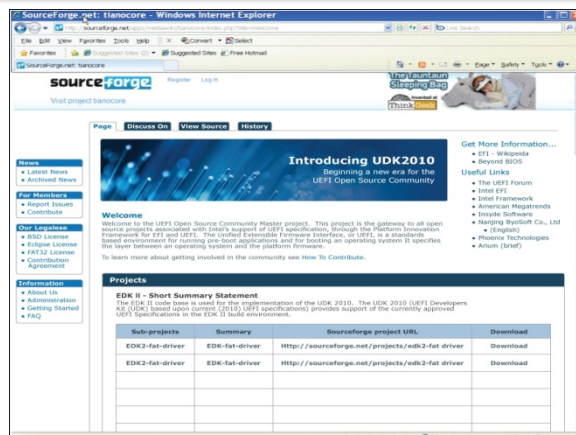 SourceForge.net: tianocore - Windows Internet Explorer
File Edit View Favorites Tools Help Convert Select
Favorites Suggested Sites Suggested Sites Free Hotmail
SourceForge.net: tianocore
Page Safety Tools
sourceforge Register Log in
Visit project tianocore
The Tauntaun
Sleeping Bag
Invented at
ThinkGeek
Page Discuss On View Source History
Introducing UDK2010
Beginning a new era for the
UEFI Open Source Community
News
Latest News
Archived News
For Members
Report Issues
Contribute
Our Legalese
BSD License
Eclipse License
FAT32 License
Contribution
Agreement
Information
About Us
Administration
Getting Started
FAQ
Get More Information...
EFI - Wikipeida
Beyond BIOS
Useful Links
The UEFI Forum
Intel EFI
Intel Framework
American Megatrends
Insyde Software
Nanjing ByoSoft Co., Ltd
(English)
Phoenix Technologies
Arium (brief)
Welcome
Welcome to the UEFI Open Source Community Master project. This project is the gateway to all open
source projects associated with Intel's support of UEFI specification, through the Platform Innovation
Framework for EFI and UEFI. The Unified Extensible Firmware Interface, or UEFI, is a standards
based environment for running pre-boot applications and for booting an operating system It specifies
the layer between an operating system and the platform firmware.
To learn more about getting involved in the community see How To Contribute.
Projects
EDK II - Short Summary Statement
The EDK II code base is used for the implementation of the UDK 2010. The UDK 2010 (UEFI Developers
Kit (UDK) based upon current (2010) UEFI specifications) provides support of the currently approved
UEFI Specifications in the EDK II build environment.
Sub-projects Summary Sourceforge project URL Download
EDK2-fat-driver EDK-fat-driver Http://sourceforge.net/projects/edk2-fat driver Download
EDK2-fat-driver EDK-fat-driver Http://sourceforge.net/projects/edk2-fat driver Download